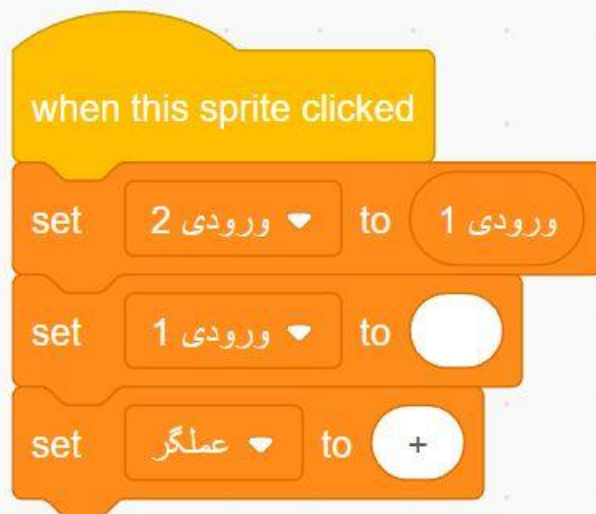 when this sprite clicked
set ورودی 2 to ورودی 1
set ورودی 1 to
set عملگر to +